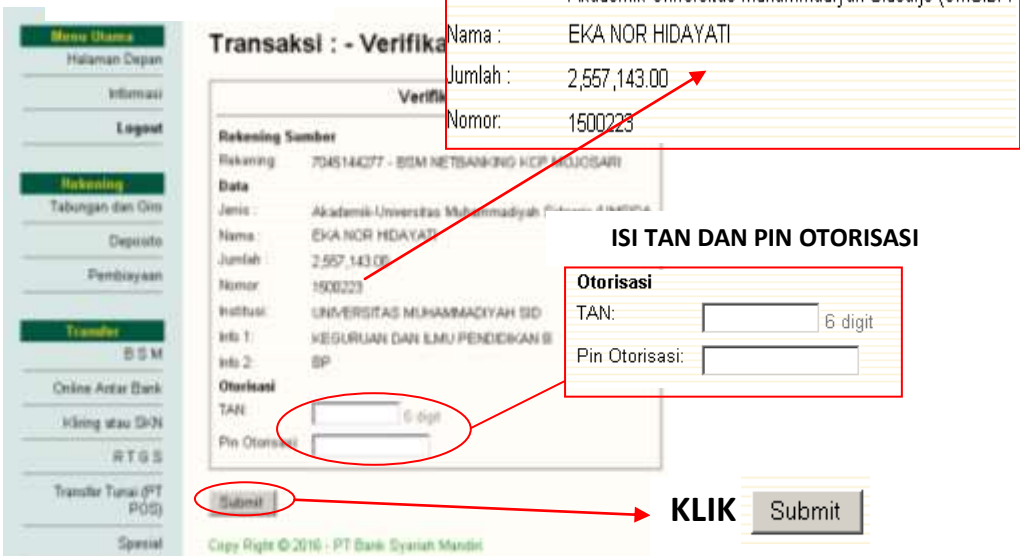 Menu Utama
Halaman Depan
Informasi
Logout
Rekening
Tabungan dan Giro
Deposito
Pembiayaan
Transfer
B S M
Online Antar Bank
Kliring atau SKN
R T G S
Transfer Tunai (PT
POS)
Spesial
Transaksi : - Verifika
Verifik
Rekening Sumber
Rekening 7045144277 - BSM NETBANKING KCP MOJOSARI
Data
Jenis : Akademik-Universitas Muhammadiyah Sidoarjo (UMSIDA
Nama : EKA NOR HIDAYATI
Jumlah : 2,557,143.00
Nomor 1500223
Institusi: UNIVERSITAS MUHAMMADIYAH SID
Info 1: KEGURUAN DAN ILMU PENDIDIKAN B
Info 2: BP
Otorisasi
TAN: 6 digit
Pin Otorisasi:
Submit
Copy Right © 2016 - PT Bank Syariah Mandiri
Nama : EKA NOR HIDAYATI
Jumlah : 2,557,143.00
Nomor: 1500223
ISI TAN DAN PIN OTORISASI
Otorisasi
TAN: 6 digit
Pin Otorisasi:
KLIK Submit